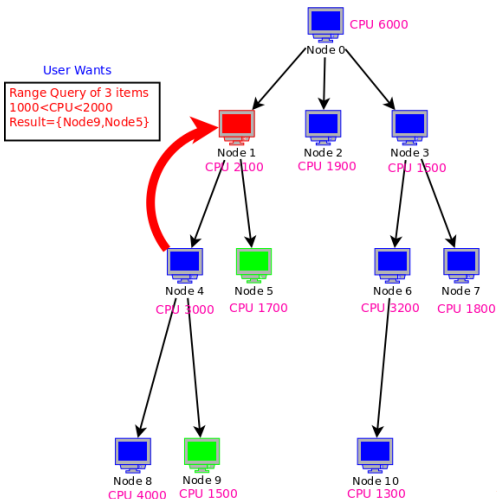 CPU 6000
Node 0
User Wants
Range Query of 3 items
1000<CPU<2000
Result={Node9,Node5}
Node 1
CPU 2100
Node 2
CPU 1900
Node 3
CPU 1500
Node 4
CPU 3000
Node 5
CPU 1700
Node 6
CPU 3200
Node 7
CPU 1800
Node 8
CPU 4000
Node 9
CPU 1500
Node 10
CPU 1300